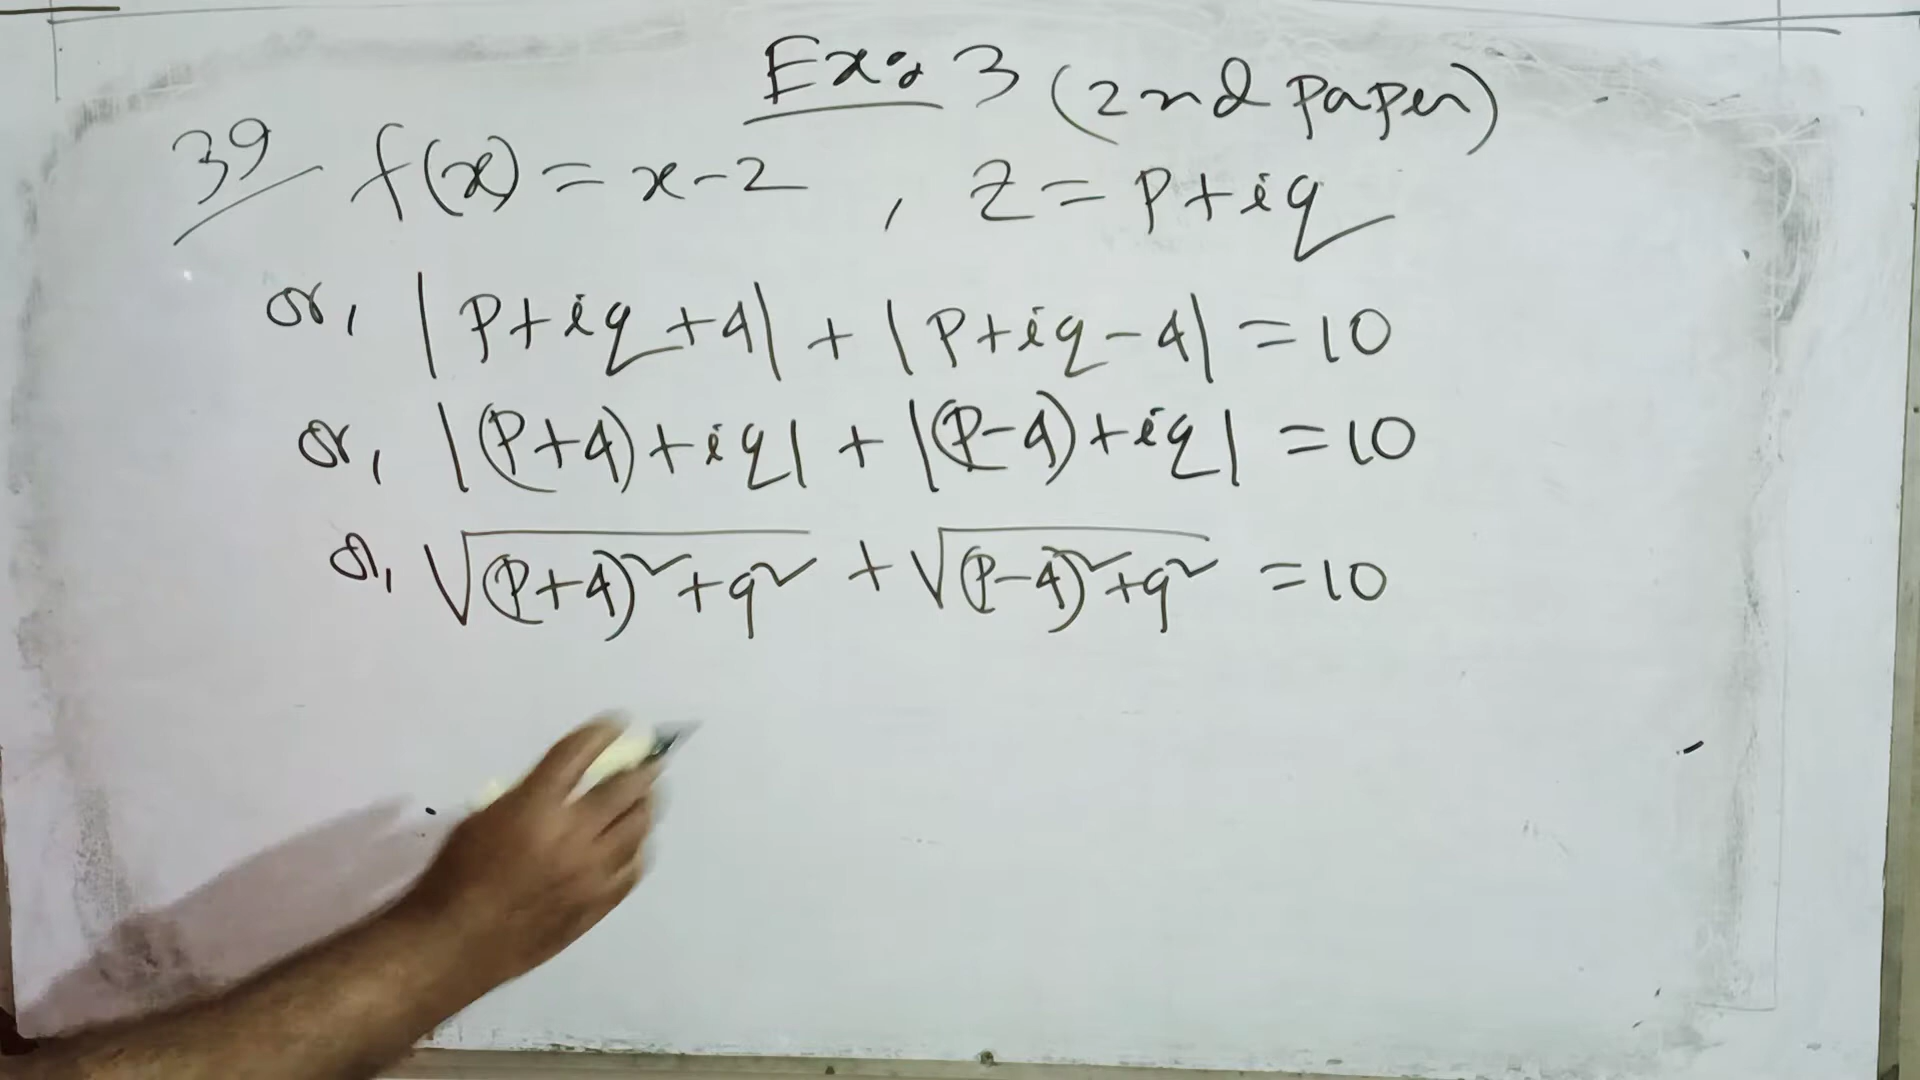 Ex: 3 (2nd paper)
39 f(x) = x-2 , z = p+iq
or, |p+iq+4| + |p+iq-4| = 10
or, |(p+4)+iq| + |(p-4)+iq| = 10
or, √((p+4)²+q²) + √((p-4)²+q²) = 10